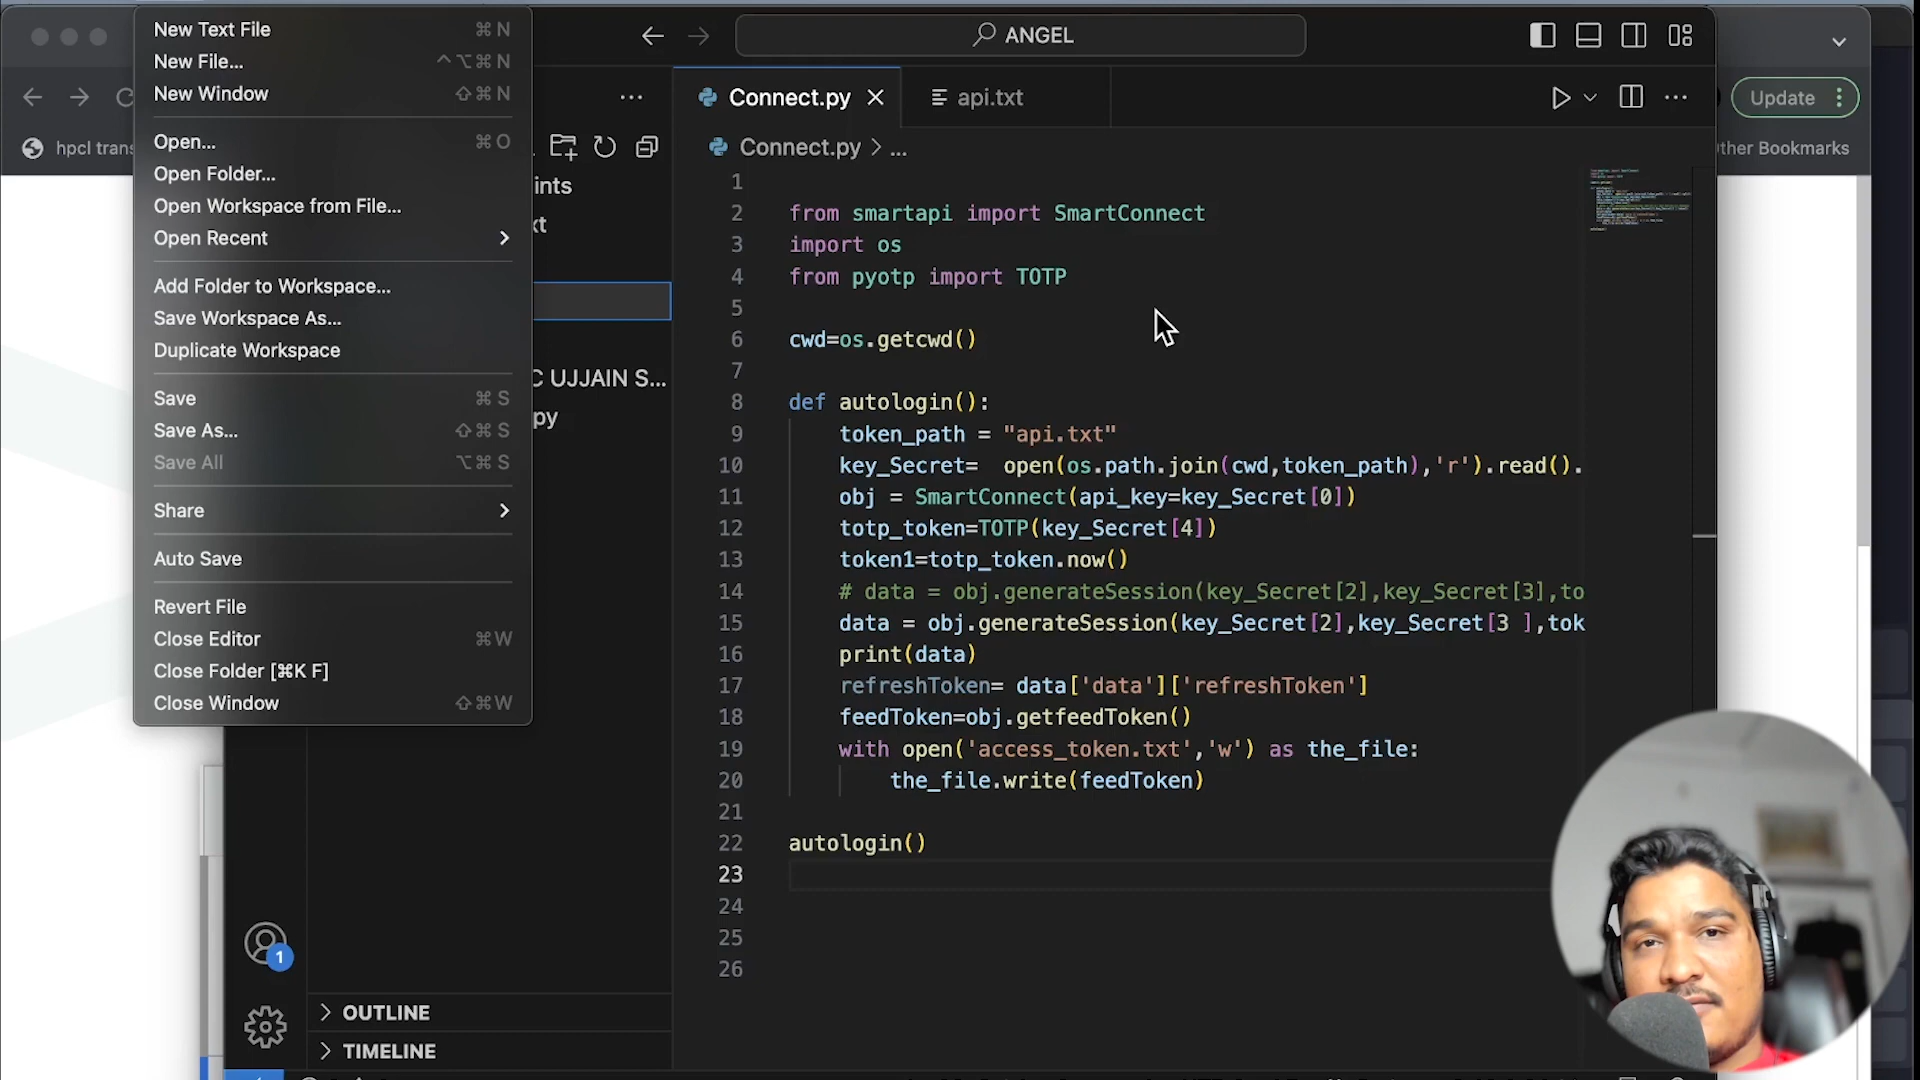 New Text File ⌘ N
New File... ^⌥⌘ N
New Window ⇧⌘ N
Open... ⌘ O
Open Folder...
Open Workspace from File...
Open Recent
Add Folder to Workspace...
Save Workspace As...
Duplicate Workspace
Save ⌘ S
Save As... ⇧⌘ S
Save All ⌥⌘ S
Share
Auto Save
Revert File
Close Editor ⌘W
Close Folder [⌘K F]
Close Window ⇧⌘W
hpcl trans
ints
xt
C UJJAIN S...
py
1
OUTLINE
TIMELINE
ANGEL
Connect.py
api.txt
Connect.py > ...
1
2 from smartapi import SmartConnect
3 import os
4 from pyotp import TOTP
5
6 cwd=os.getcwd()
7
8 def autologin():
9 token_path = "api.txt"
10 key_Secret= open(os.path.join(cwd,token_path),'r').read().
11 obj = SmartConnect(api_key=key_Secret[0])
12 totp_token=TOTP(key_Secret[4])
13 token1=totp_token.now()
14 # data = obj.generateSession(key_Secret[2],key_Secret[3],to
15 data = obj.generateSession(key_Secret[2],key_Secret[3 ],tok
16 print(data)
17 refreshToken= data['data']['refreshToken']
18 feedToken=obj.getfeedToken()
19 with open('access_token.txt','w') as the_file:
20 the_file.write(feedToken)
21
22 autologin()
23
24
25
26
Update
ther Bookmarks